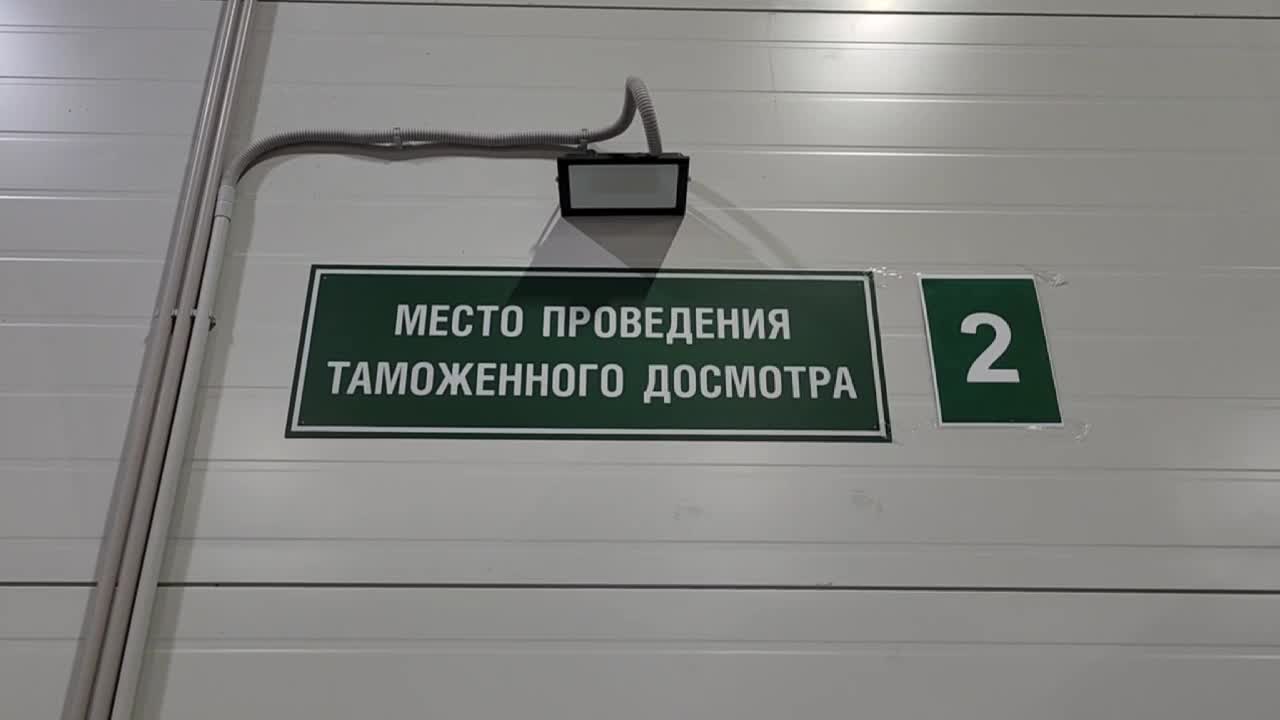 МЕСТО ПРОВЕДЕНИЯ
ТАМОЖЕННОГО ДОСМОТРА
2